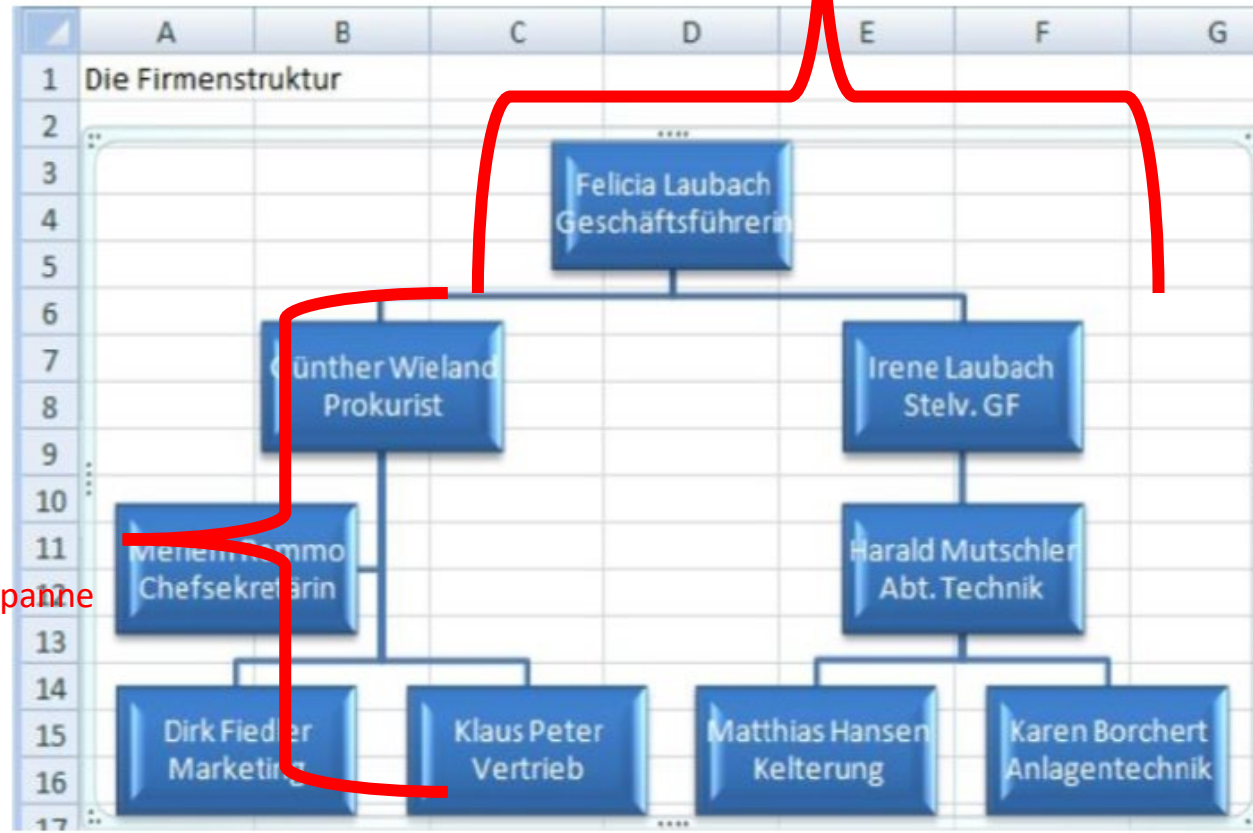 A B C D E F G
1 Die Firmenstruktur
2
3
Felicia Laubach
4
Geschäftsführerin
5
6
7
Günther Wieland
Irene Laubach
8
Prokurist
Stelv. GF
9
10
11
Rommo
Harald Mutschler
12
panne
Chefsekretärin
Abt. Technik
13
14
15
Dirk Fiedler
Klaus Peter
Matthias Hansen
Karen Borchert
16
Marketing
Vertrieb
Kelterung
Anlagentechnik
17